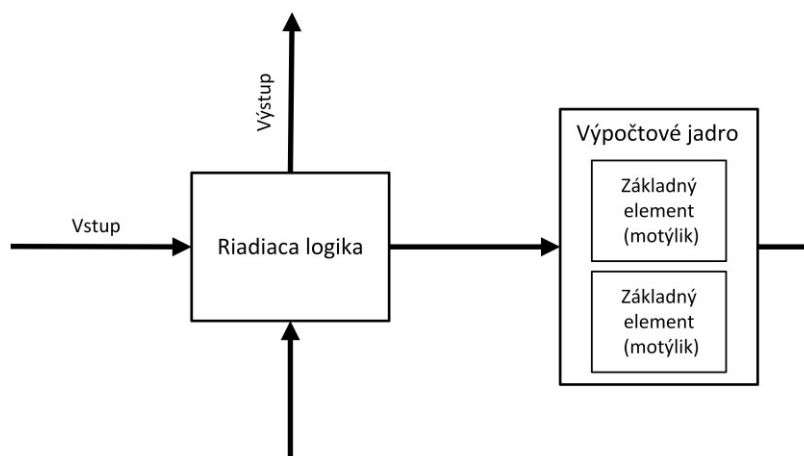 Výstup
Výpočtové jadro
Základný
element
(motýlik)
Vstup
Riadiaca logika
Základný
element
(motýlik)